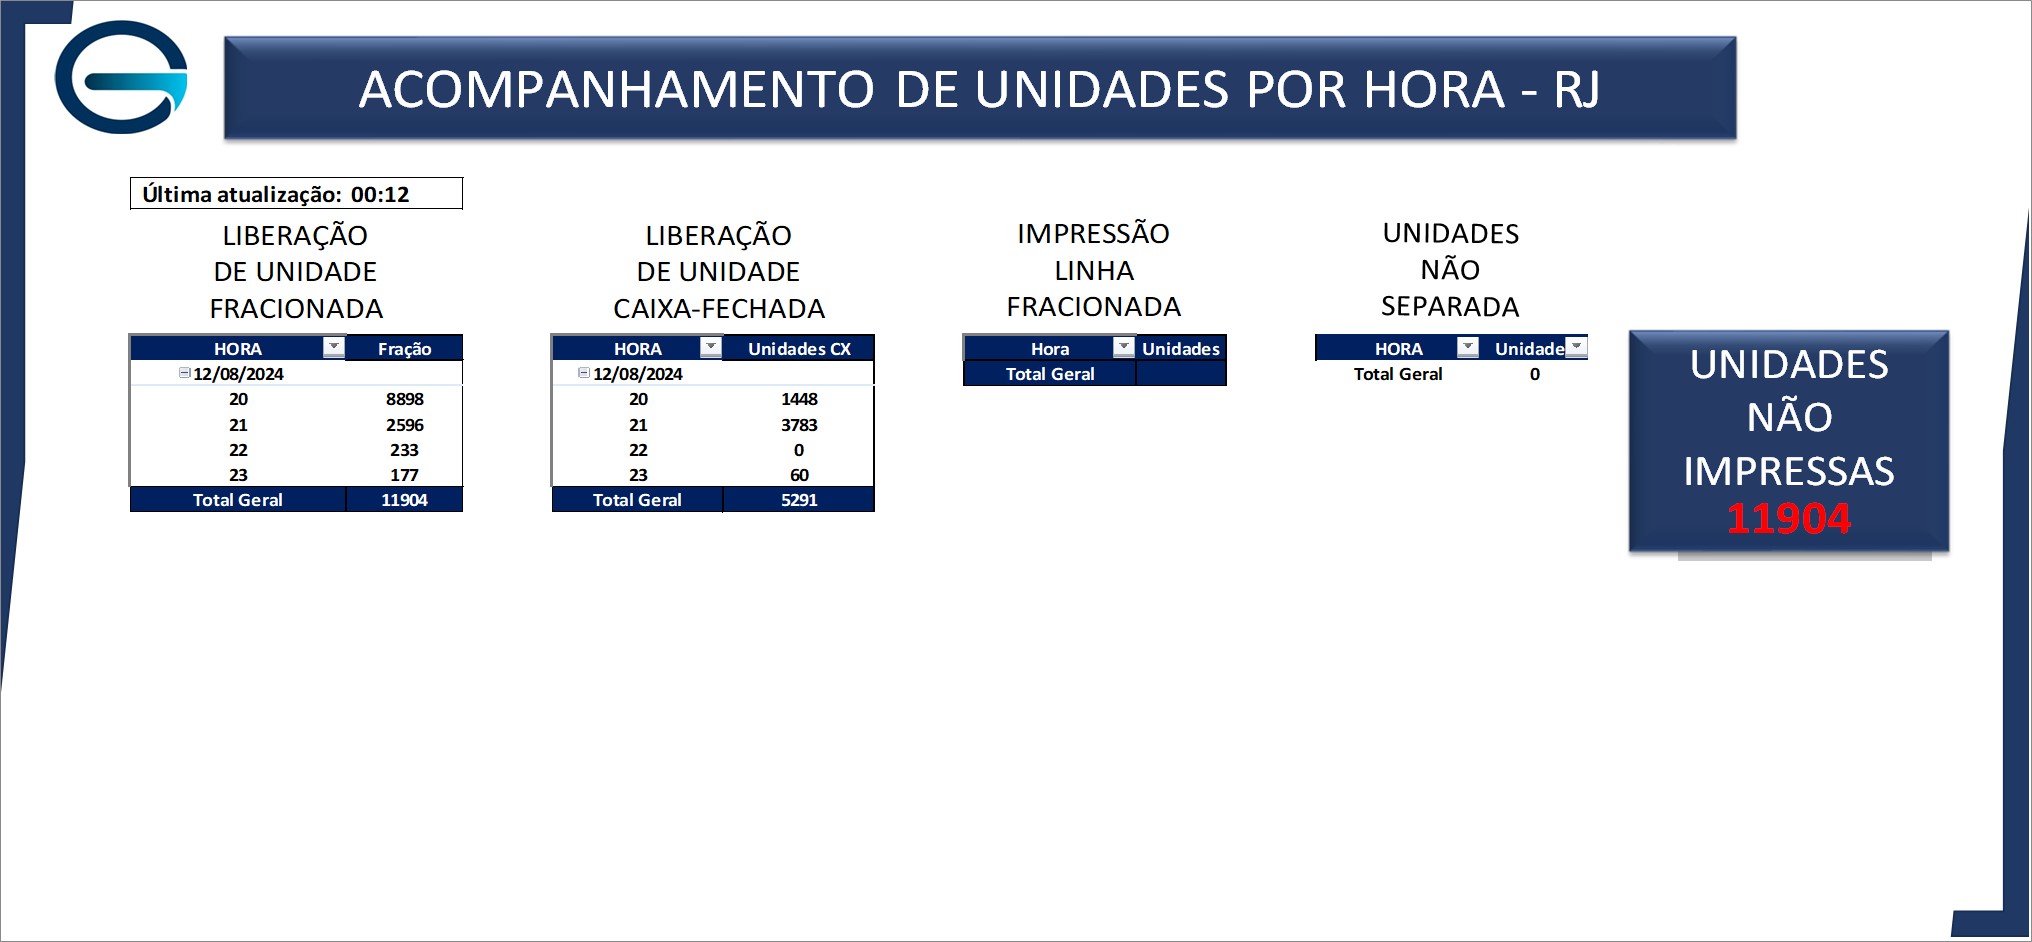 ACOMPANHAMENTO DE UNIDADES POR HORA - RJ
Última atualização: 00:12
LIBERAÇÃO
DE UNIDADE
FRACIONADA
HORA Fração
12/08/2024
20 8898
21 2596
22 233
23 177
Total Geral 11904
LIBERAÇÃO
DE UNIDADE
CAIXA-FECHADA
HORA Unidades CX
12/08/2024
20 1448
21 3783
22 0
23 60
Total Geral 5291
IMPRESSÃO
LINHA
FRACIONADA
Hora Unidades
Total Geral
UNIDADES
NÃO
SEPARADA
HORA Unidade
Total Geral 0
UNIDADES
NÃO
IMPRESSAS
11904